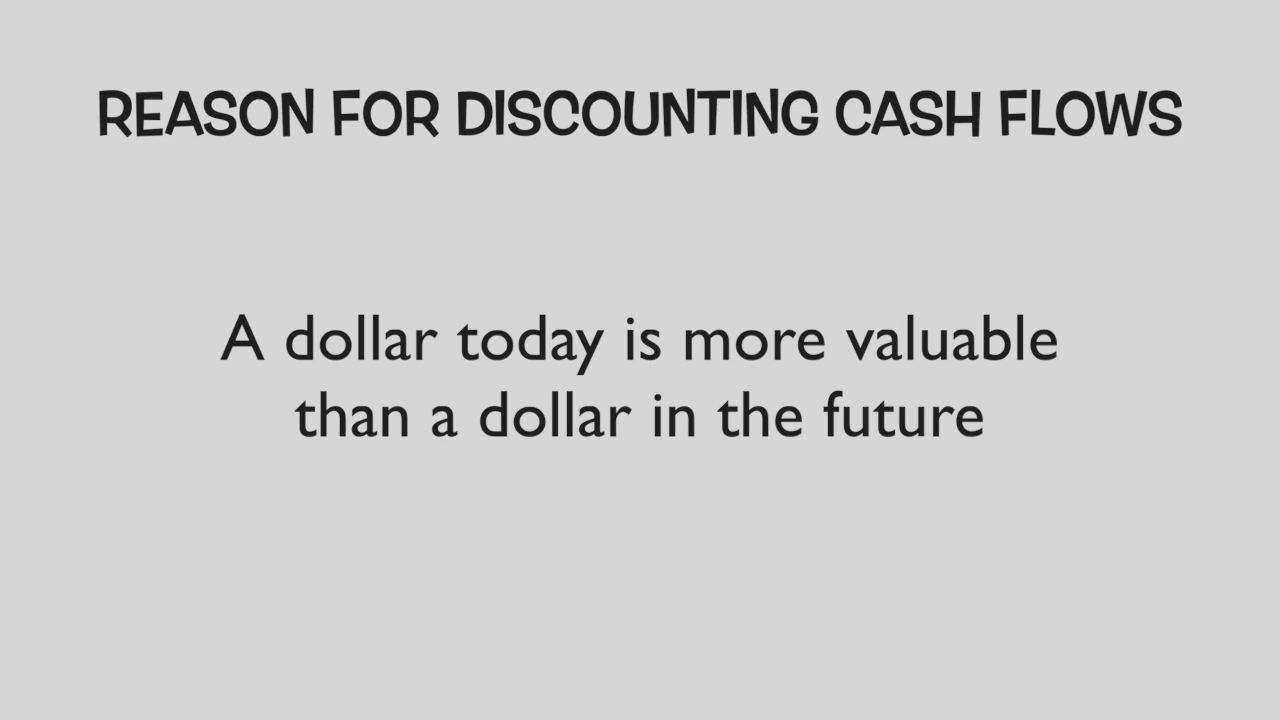 REASON FOR DISCOUNTING CASH FLOWS
A dollar today is more valuable
than a dollar in the future